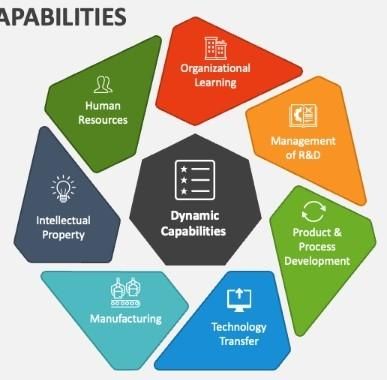 APABILITIES
Organizational
Learning
Human
Resources
Management
of R&D
Dynamic
Capabilities
Intellectual
Property
Product &
Process
Development
Manufacturing
Technology
Transfer